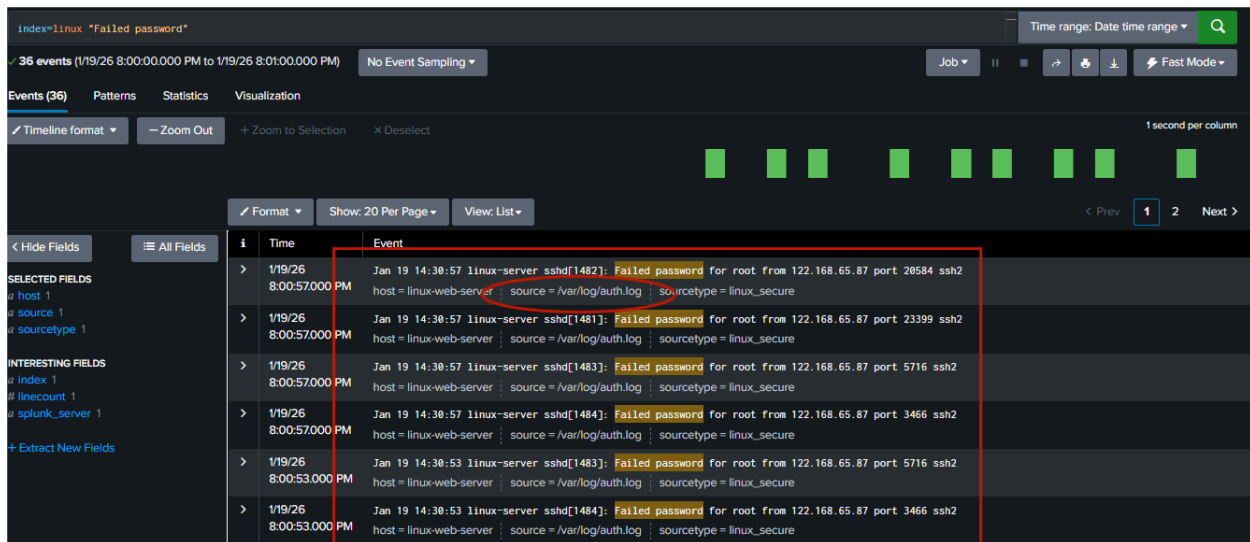 index=linux "Failed password"
Time range: Date time range
36 events (1/19/26 8:00:00.000 PM to 1/19/26 8:01:00.000 PM)
No Event Sampling
Job
Fast Mode
Events (36)
Patterns
Statistics
Visualization
Timeline format
— Zoom Out
+ Zoom to Selection
× Deselect
1 second per column
Format
Show: 20 Per Page
View: List
< Prev
1
2
Next >
< Hide Fields
All Fields
i
Time
Event
SELECTED FIELDS
a host 1
a source 1
a sourcetype 1
INTERESTING FIELDS
a index 1
# linecount 1
a splunk_server 1
+ Extract New Fields
> 1/19/26
8:00:57.000 PM
Jan 19 14:30:57 linux-server sshd[1482]: Failed password for root from 122.168.65.87 port 20584 ssh2
host = linux-web-server source = /var/log/auth.log sourcetype = linux_secure
> 1/19/26
8:00:57.000 PM
Jan 19 14:30:57 linux-server sshd[1481]: Failed password for root from 122.168.65.87 port 23399 ssh2
host = linux-web-server source = /var/log/auth.log sourcetype = linux_secure
> 1/19/26
8:00:57.000 PM
Jan 19 14:30:57 linux-server sshd[1483]: Failed password for root from 122.168.65.87 port 5716 ssh2
host = linux-web-server source = /var/log/auth.log sourcetype = linux_secure
> 1/19/26
8:00:57.000 PM
Jan 19 14:30:57 linux-server sshd[1484]: Failed password for root from 122.168.65.87 port 3466 ssh2
host = linux-web-server source = /var/log/auth.log sourcetype = linux_secure
> 1/19/26
8:00:53.000 PM
Jan 19 14:30:53 linux-server sshd[1483]: Failed password for root from 122.168.65.87 port 5716 ssh2
host = linux-web-server source = /var/log/auth.log sourcetype = linux_secure
> 1/19/26
8:00:53.000 PM
Jan 19 14:30:53 linux-server sshd[1484]: Failed password for root from 122.168.65.87 port 3466 ssh2
host = linux-web-server source = /var/log/auth.log sourcetype = linux_secure